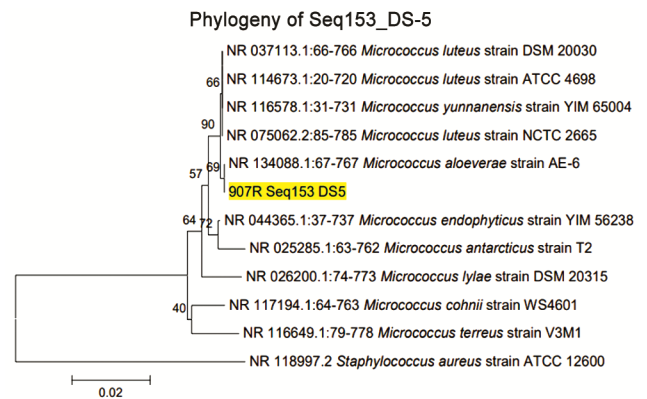 Phylogeny of Seq153_DS-5
NR 037113.1:66-766 Micrococcus luteus strain DSM 20030
66
NR 114673.1:20-720 Micrococcus luteus strain ATCC 4698
NR 116578.1:31-731 Micrococcus yunnanensis strain YIM 65004
90
NR 075062.2:85-785 Micrococcus luteus strain NCTC 2665
69
NR 134088.1:67-767 Micrococcus aloeverae strain AE-6
57
907R Seq153 DS5
64
72
NR 044365.1:37-737 Micrococcus endophyticus strain YIM 56238
NR 025285.1:63-762 Micrococcus antarcticus strain T2
NR 026200.1:74-773 Micrococcus lylae strain DSM 20315
40
NR 117194.1:64-763 Micrococcus cohnii strain WS4601
NR 116649.1:79-778 Micrococcus terreus strain V3M1
NR 118997.2 Staphylococcus aureus strain ATCC 12600
0.02